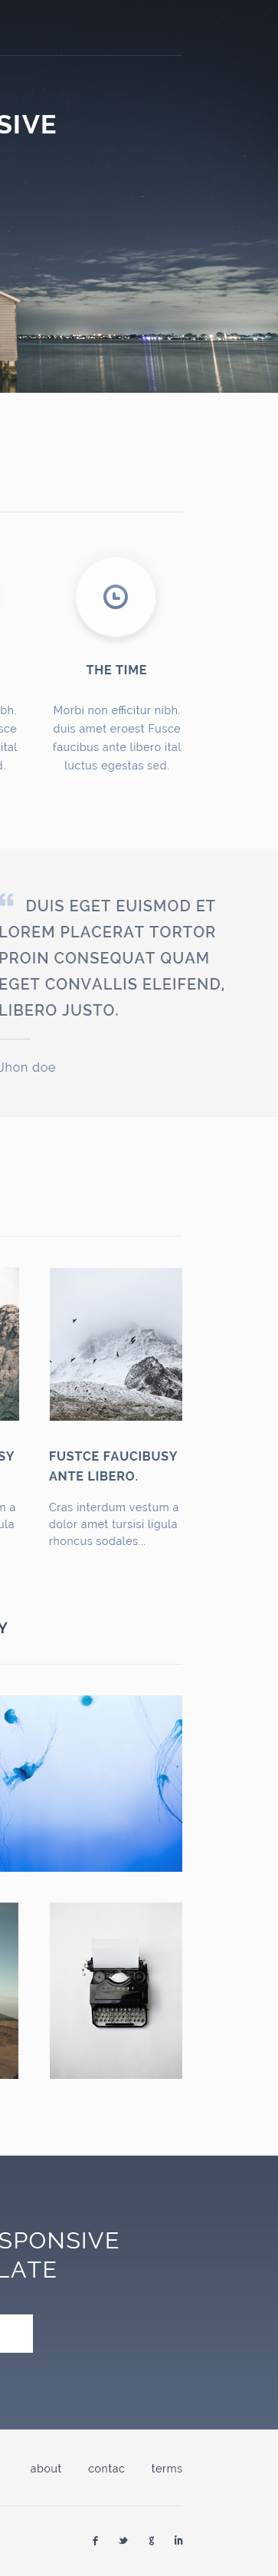 SIVE
THE TIME
bh.
sce
ital
d.
Morbi non efficitur nibh.
duis amet eroest Fusce
faucibus ante libero ital
luctus egestas sed.
“ DUIS EGET EUISMOD ET
LOREM PLACERAT TORTOR
PROIN CONSEQUAT QUAM
EGET CONVALLIS ELEIFEND,
LIBERO JUSTO.
Jhon doe
SY
m a
ula
FUSTCE FAUCIBUSY
ANTE LIBERO.
Cras interdum vestum a
dolor amet tursisi ligula
rhoncus sodales...
Y
SPONSIVE
LATE
about contac terms